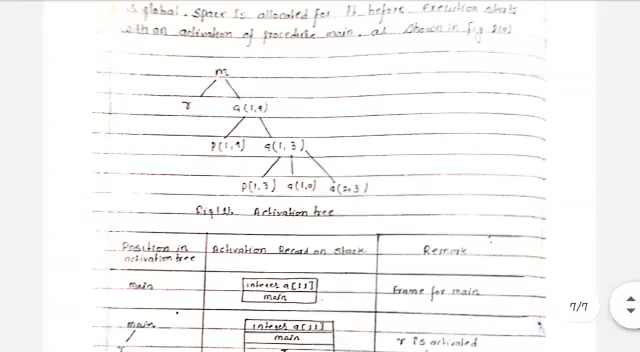 is global. space is allocated for it before execution starts
with an activation of procedure main. as shown in fig
m
r q(1,9)
p(1,9) q(1,3)
p(1,3) q(1,0) q(2,3)
Activation tree
Position in activation tree
Activation Record on stack
Remark
main
integer a[11]
main
Frame for main
7/7
main
integer a[11]
main
r
r is activated